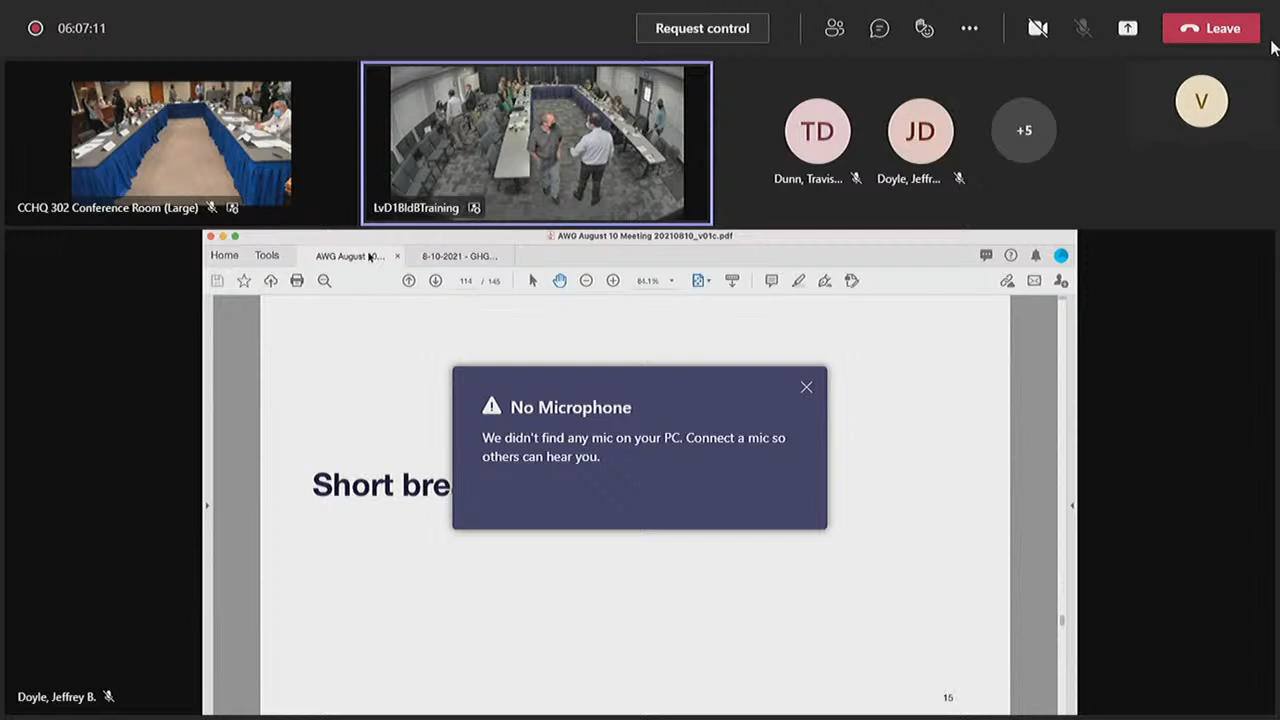 06:07:11
Request control
Leave
CCHQ 302 Conference Room (Large)
LvD1BldBTraining
TD
Dunn, Travis...
JD
Doyle, Jeffr...
+5
V
AWG August 10 Meeting 20210810_v01c.pdf
Home
Tools
AWG August 10...
8-10-2021 - GHG...
114 / 145
84.1%
No Microphone
We didn't find any mic on your PC. Connect a mic so
others can hear you.
Short bre
15
Doyle, Jeffrey B.